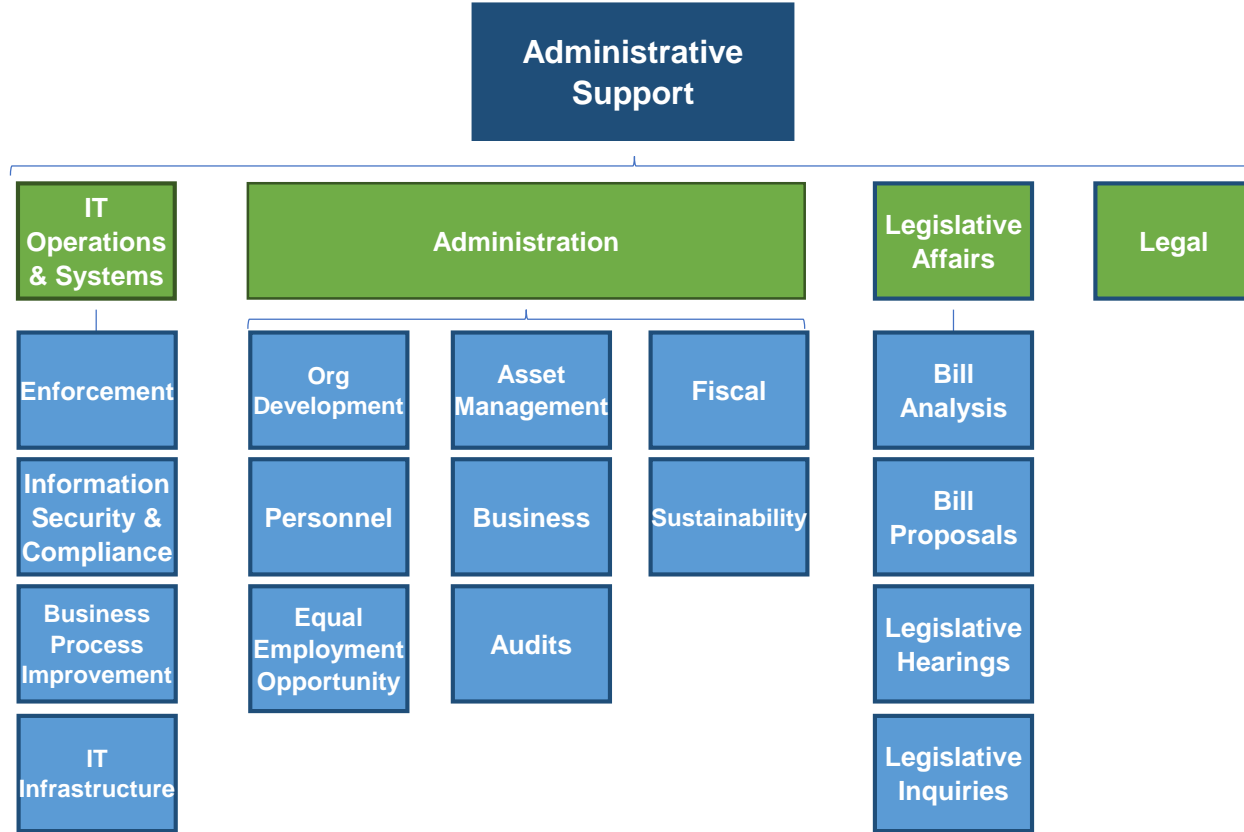 Administrative
Support
IT
Operations
& Systems
Administration
Legislative
Affairs
Legal
Enforcement
Information
Security &
Compliance
Business
Process
Improvement
IT
Infrastructure
Org
Development
Personnel
Equal
Employment
Opportunity
Asset
Management
Business
Audits
Fiscal
Sustainability
Bill
Analysis
Bill
Proposals
Legislative
Hearings
Legislative
Inquiries